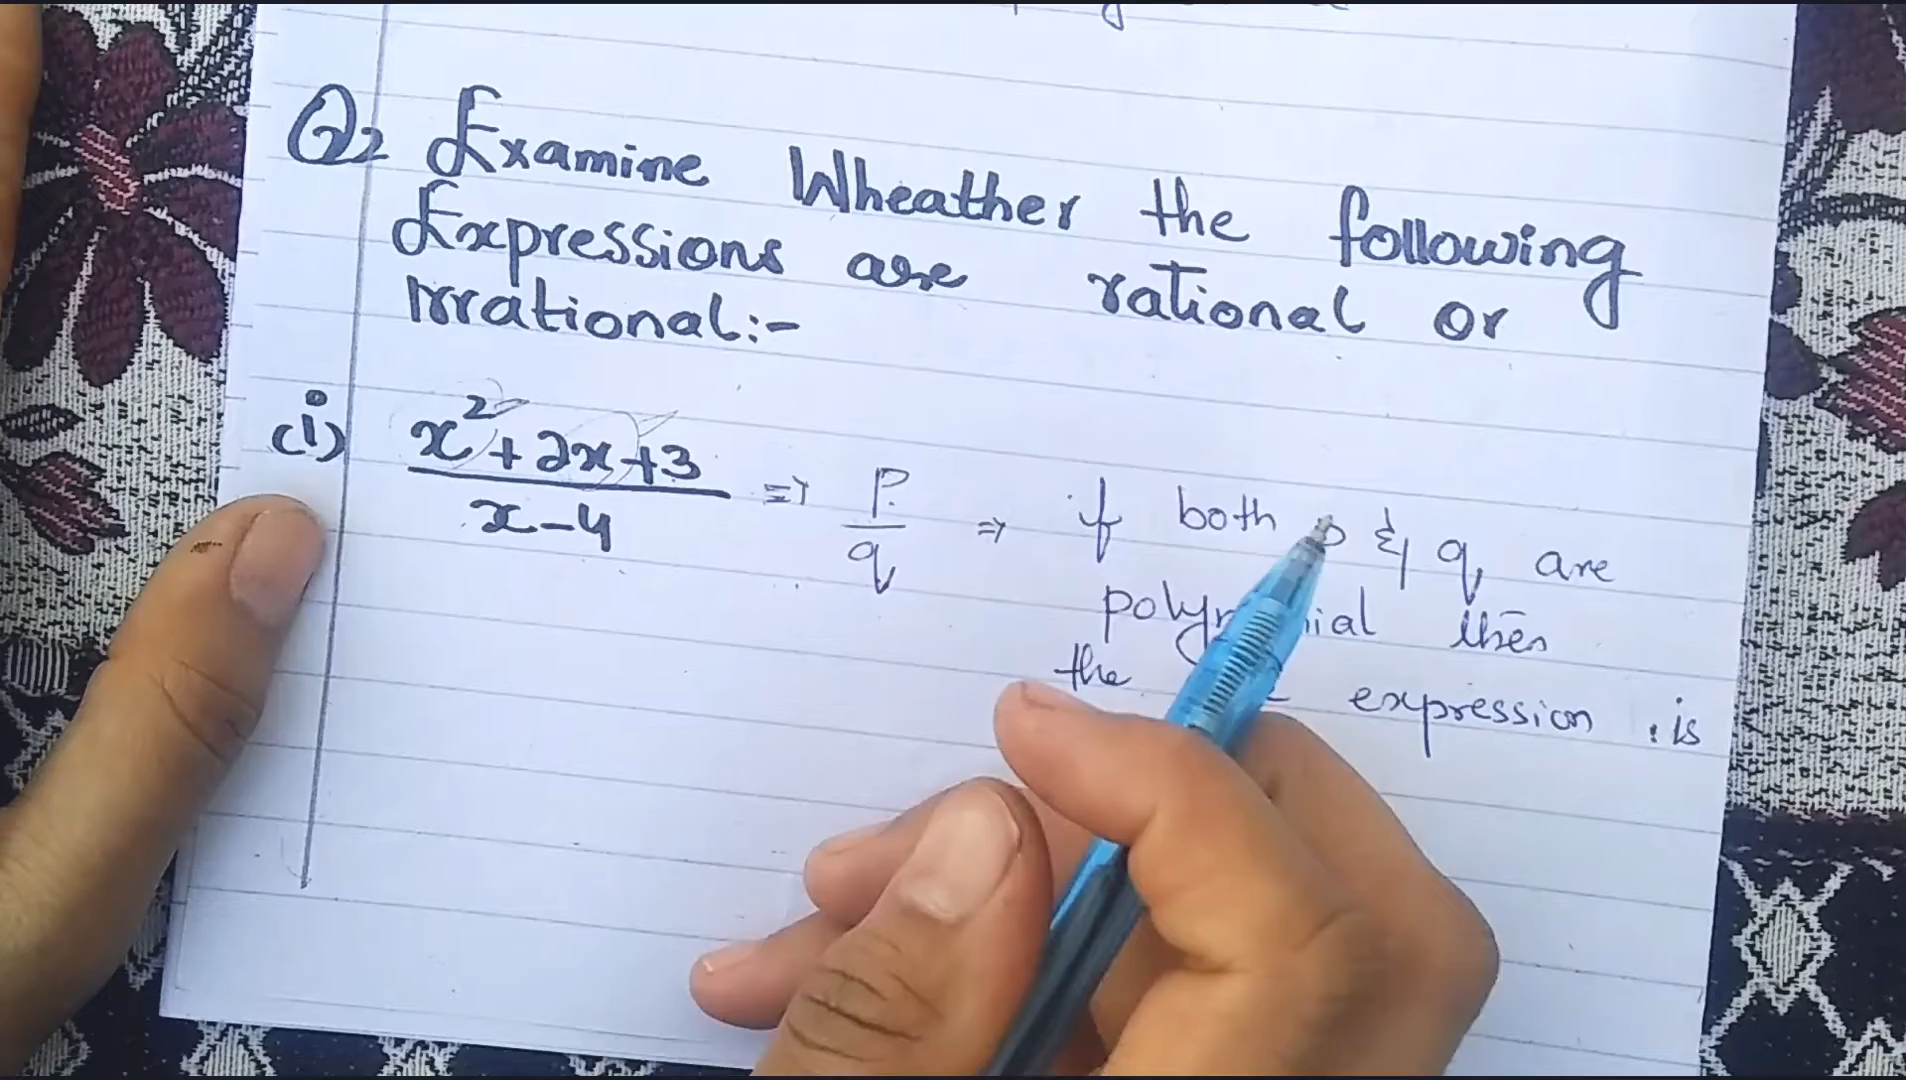 Q2 Examine Wheather the following
Expressions are rational or
Irrational:-
(i) x² + 2x + 3 / x - 4 => P / q => if both p & q are
polynomial then
the expression is